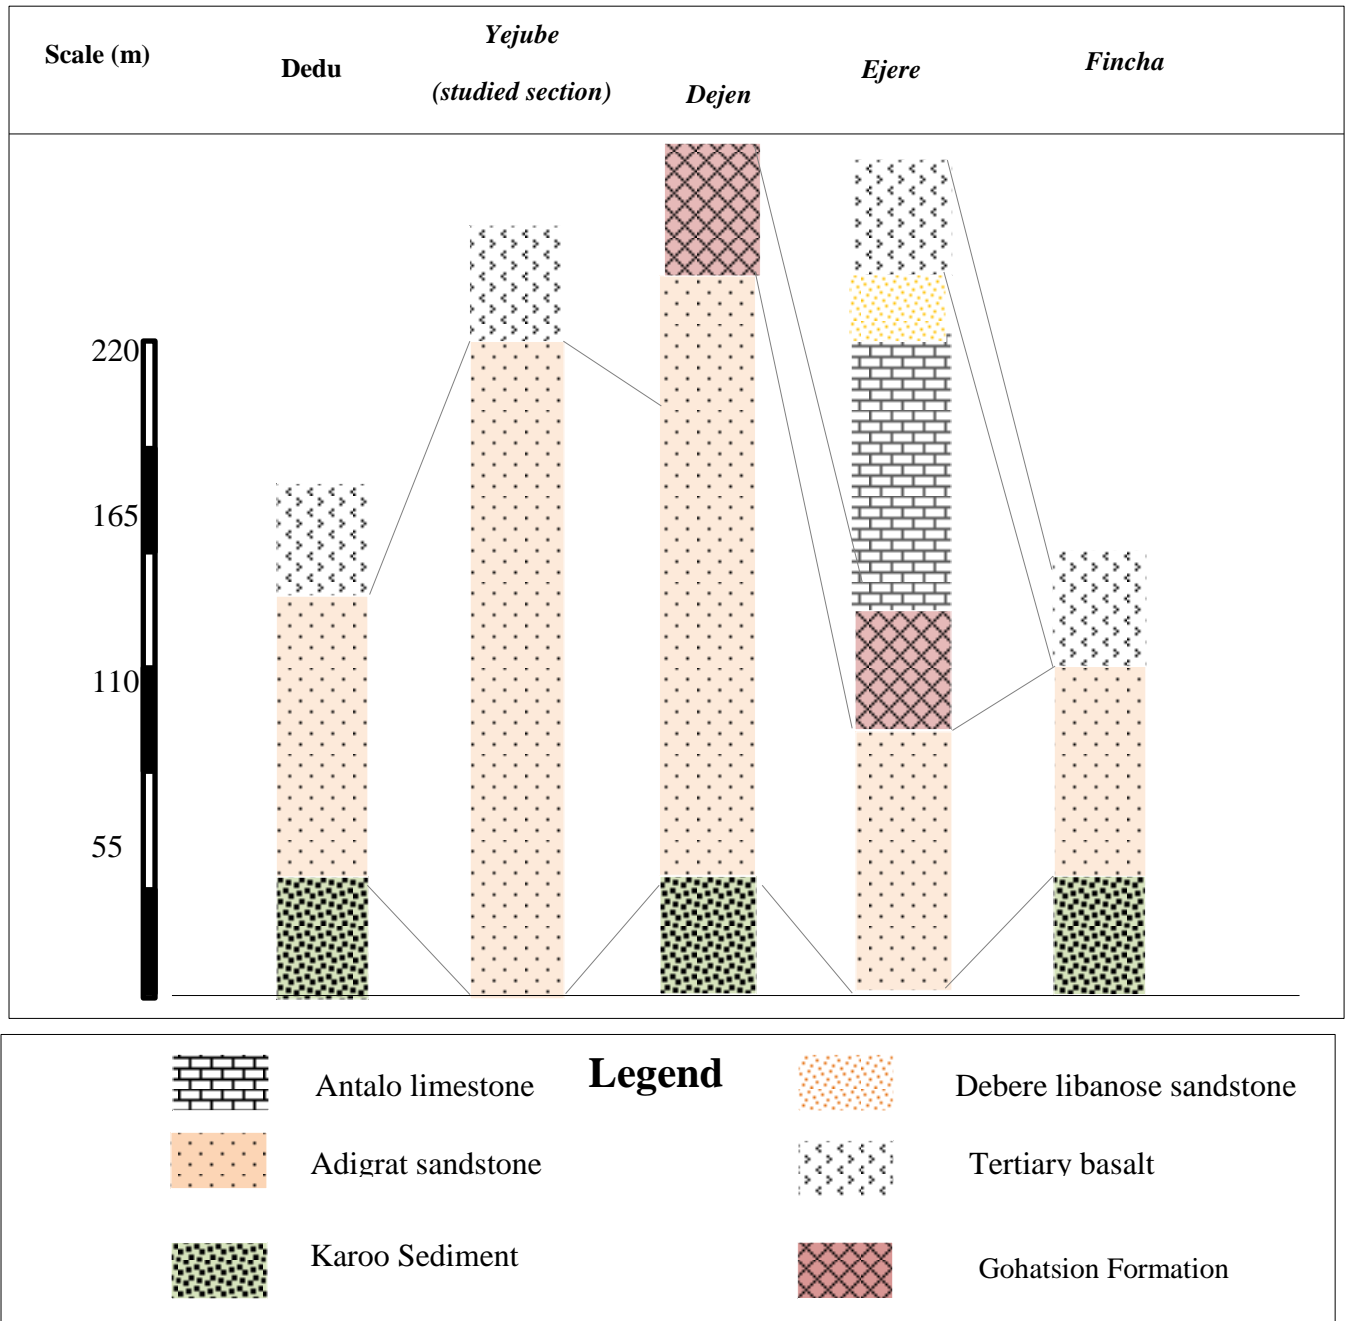 Scale (m)
Dedu
Yejube
(studied section)
Dejen
Ejere
Fincha
220
165
110
55
Legend
Antalo limestone
Debere libanose sandstone
Adigrat sandstone
Tertiary basalt
Karoo Sediment
Gohatsion Formation